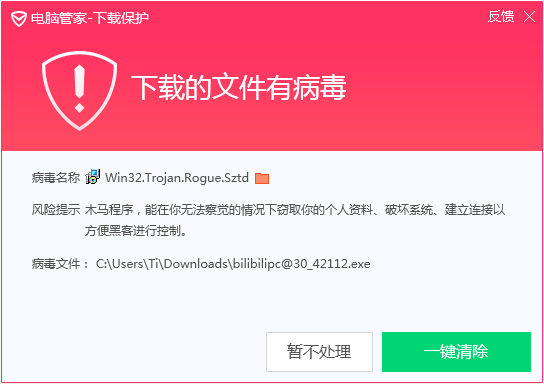 电脑管家-下载保护 反馈
下载的文件有病毒
病毒名称 Win32.Trojan.Rogue.Sztd
风险提示 木马程序，能在你无法察觉的情况下窃取你的个人资料、破坏系统、建立连接以
方便黑客进行控制。
病毒文件： C:\Users\Ti\Downloads\bilibilipc@30_42112.exe
暂不处理 一键清除